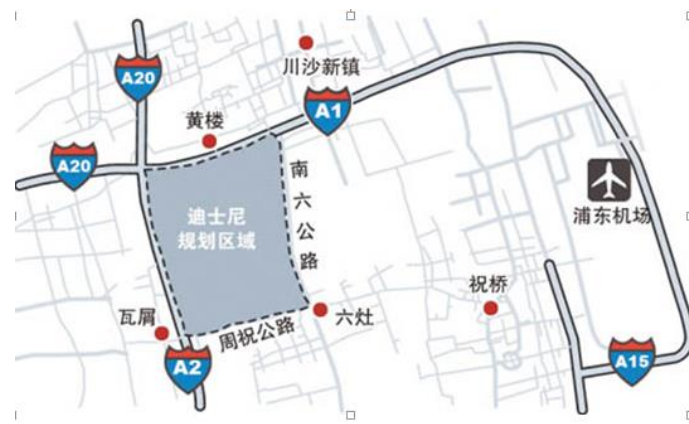 A20
川沙新镇
A1
黄楼
A20
南六公路
迪士尼
规划区域
浦东机场
祝桥
瓦屑
六灶
周祝公路
A2
A15